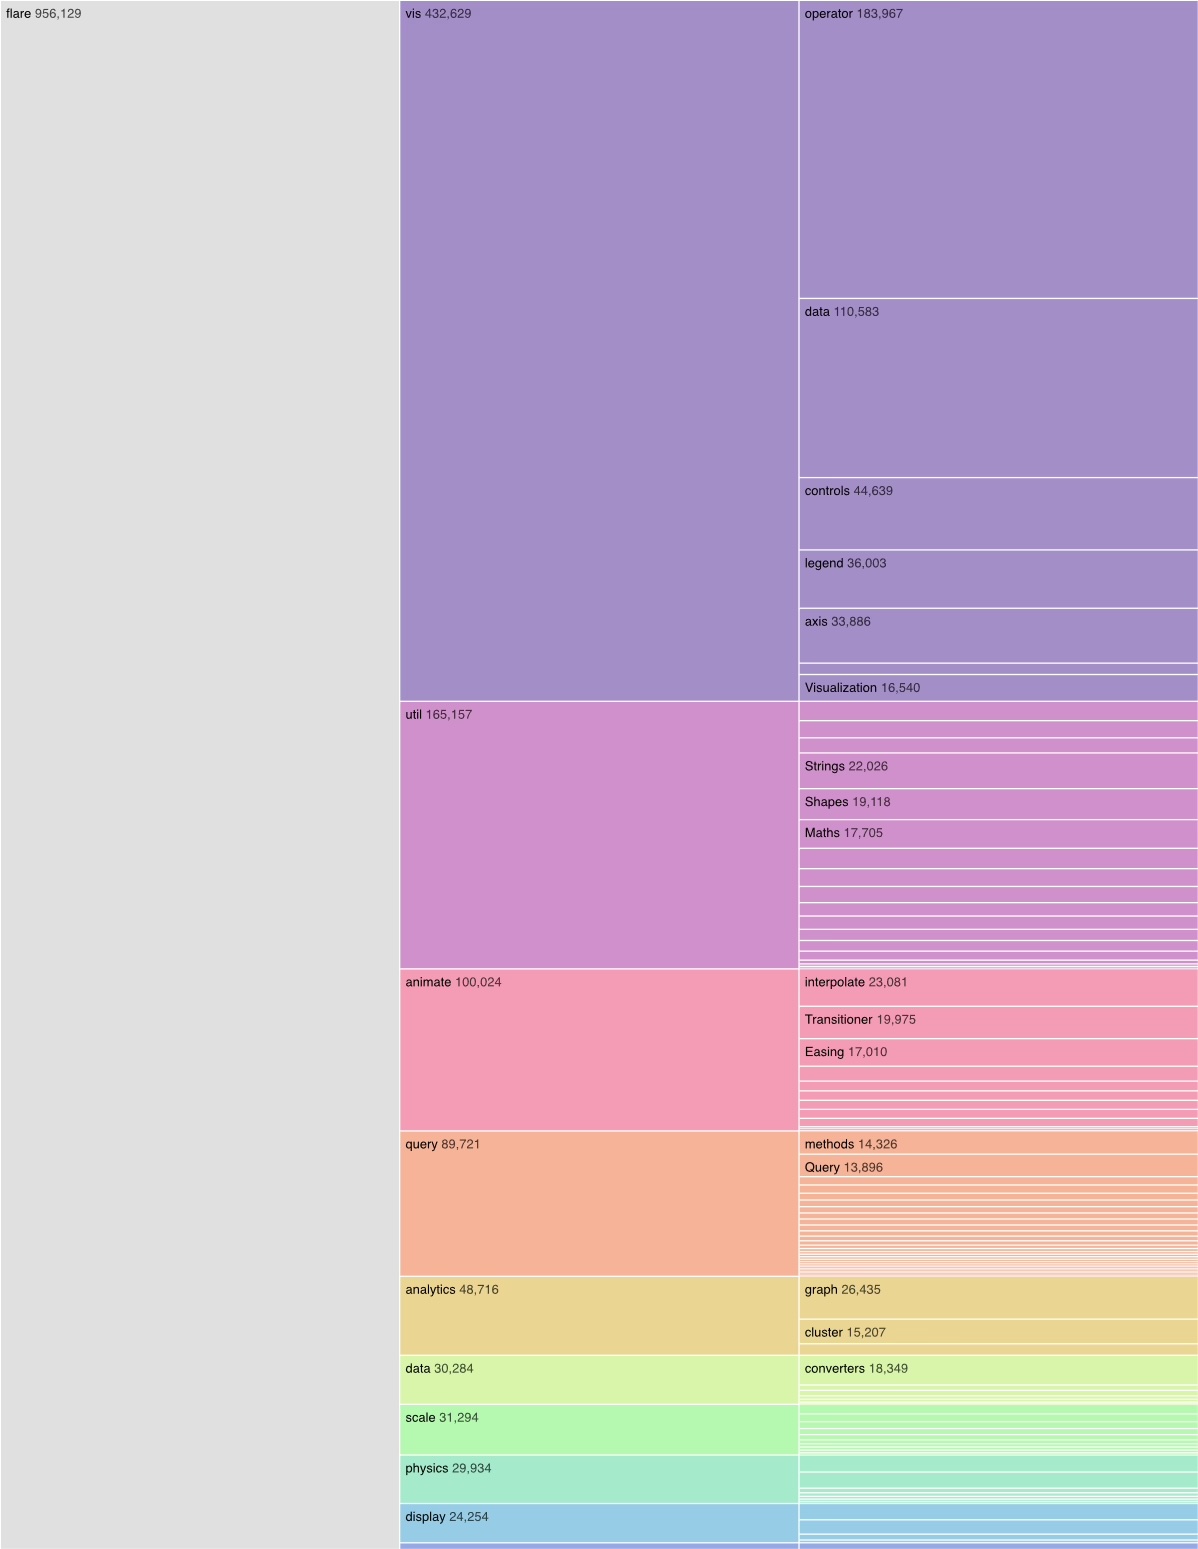 flare 956,129
vis 432,629
operator 183,967
data 110,583
controls 44,639
legend 36,003
axis 33,886
Visualization 16,540
util 165,157
Strings 22,026
Shapes 19,118
Maths 17,705
animate 100,024
interpolate 23,081
Transitioner 19,975
Easing 17,010
query 89,721
methods 14,326
Query 13,896
analytics 48,716
graph 26,435
cluster 15,207
data 30,284
converters 18,349
scale 31,294
physics 29,934
display 24,254